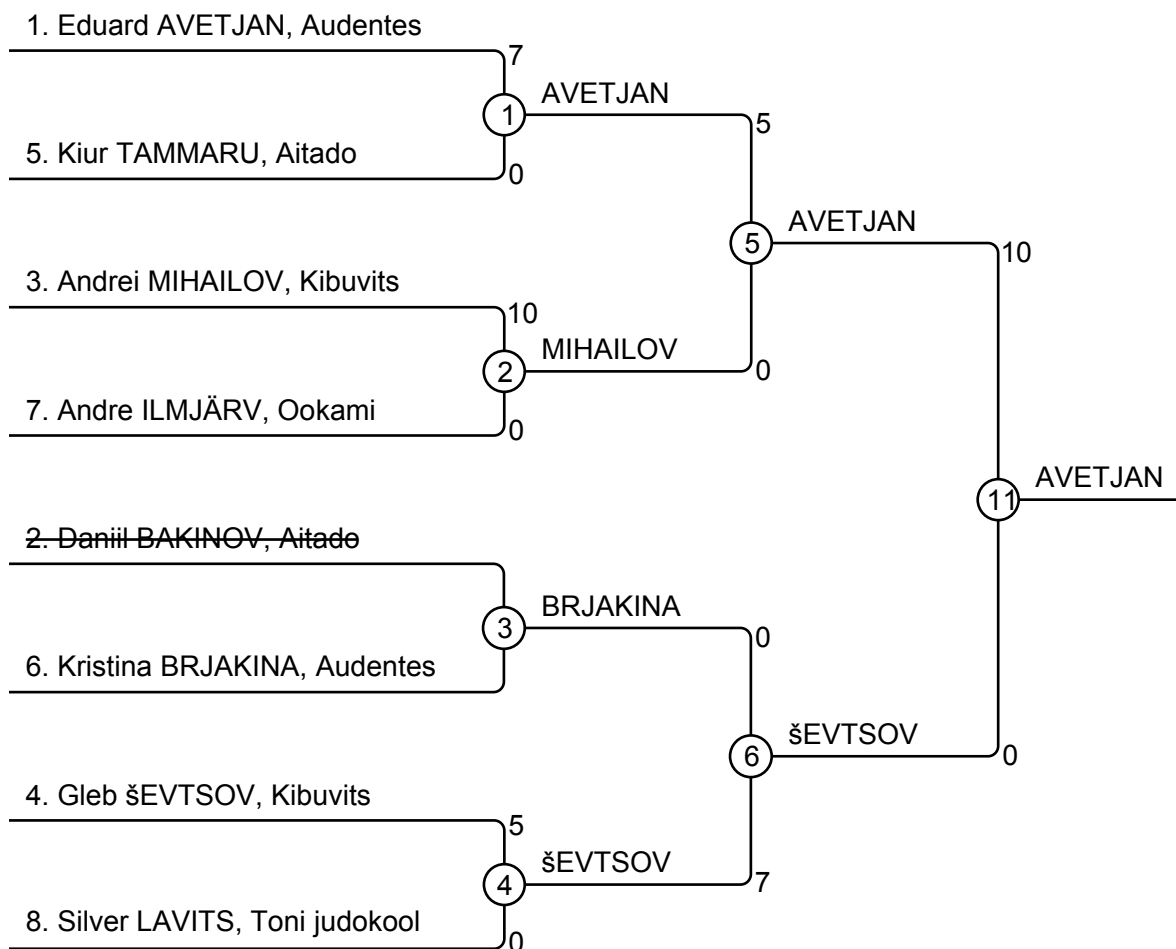 1. Eduard AVETJAN, Audentes
7
1
AVETJAN
5
5. Kiur TAMMARU, Aitado
0
5
AVETJAN
10
3. Andrei MIHAILOV, Kibuvits
10
2
MIHAILOV
0
7. Andre ILMJÄRV, Ookami
0
11
AVETJAN
2. Daniil BAKINOV, Aitado
3
BRJAKINA
0
6. Kristina BRJAKINA, Audentes
6
šEVTSOV
0
4. Gleb šEVTSOV, Kibuvits
5
4
šEVTSOV
7
8. Silver LAVITS, Toni judokool
0